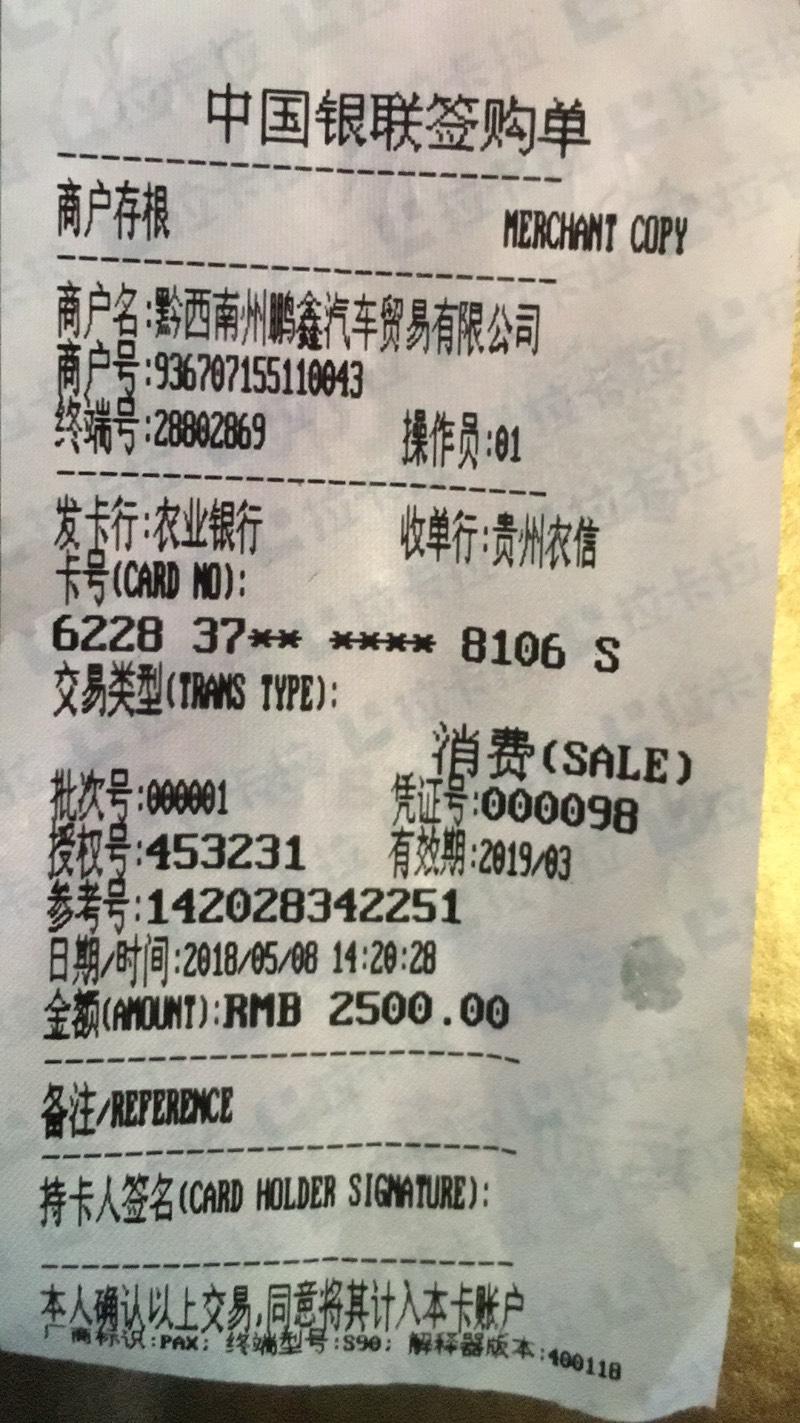 中国银联签购单
商户存根 MERCHANT COPY
商户名:黔西南州鹏鑫汽车贸易有限公司
商户号:936707155110043
终端号:28802869 操作员:01
发卡行:农业银行 收单行:贵州农信
卡号(CARD NO):
6228 37** **** 8106 S
交易类型(TRANS TYPE):
消费(SALE)
批次号:000001 凭证号:000098
授权号:453231 有效期:2019/03
参考号:142028342251
日期/时间:2018/05/08 14:20:28
金额(AMOUNT):RMB 2500.00
备注/REFERENCE
持卡人签名(CARD HOLDER SIGNATURE):
本人确认以上交易,同意将其计入本卡账户
厂商标识:PAX; 终端型号:S90; 解释器版本:400118